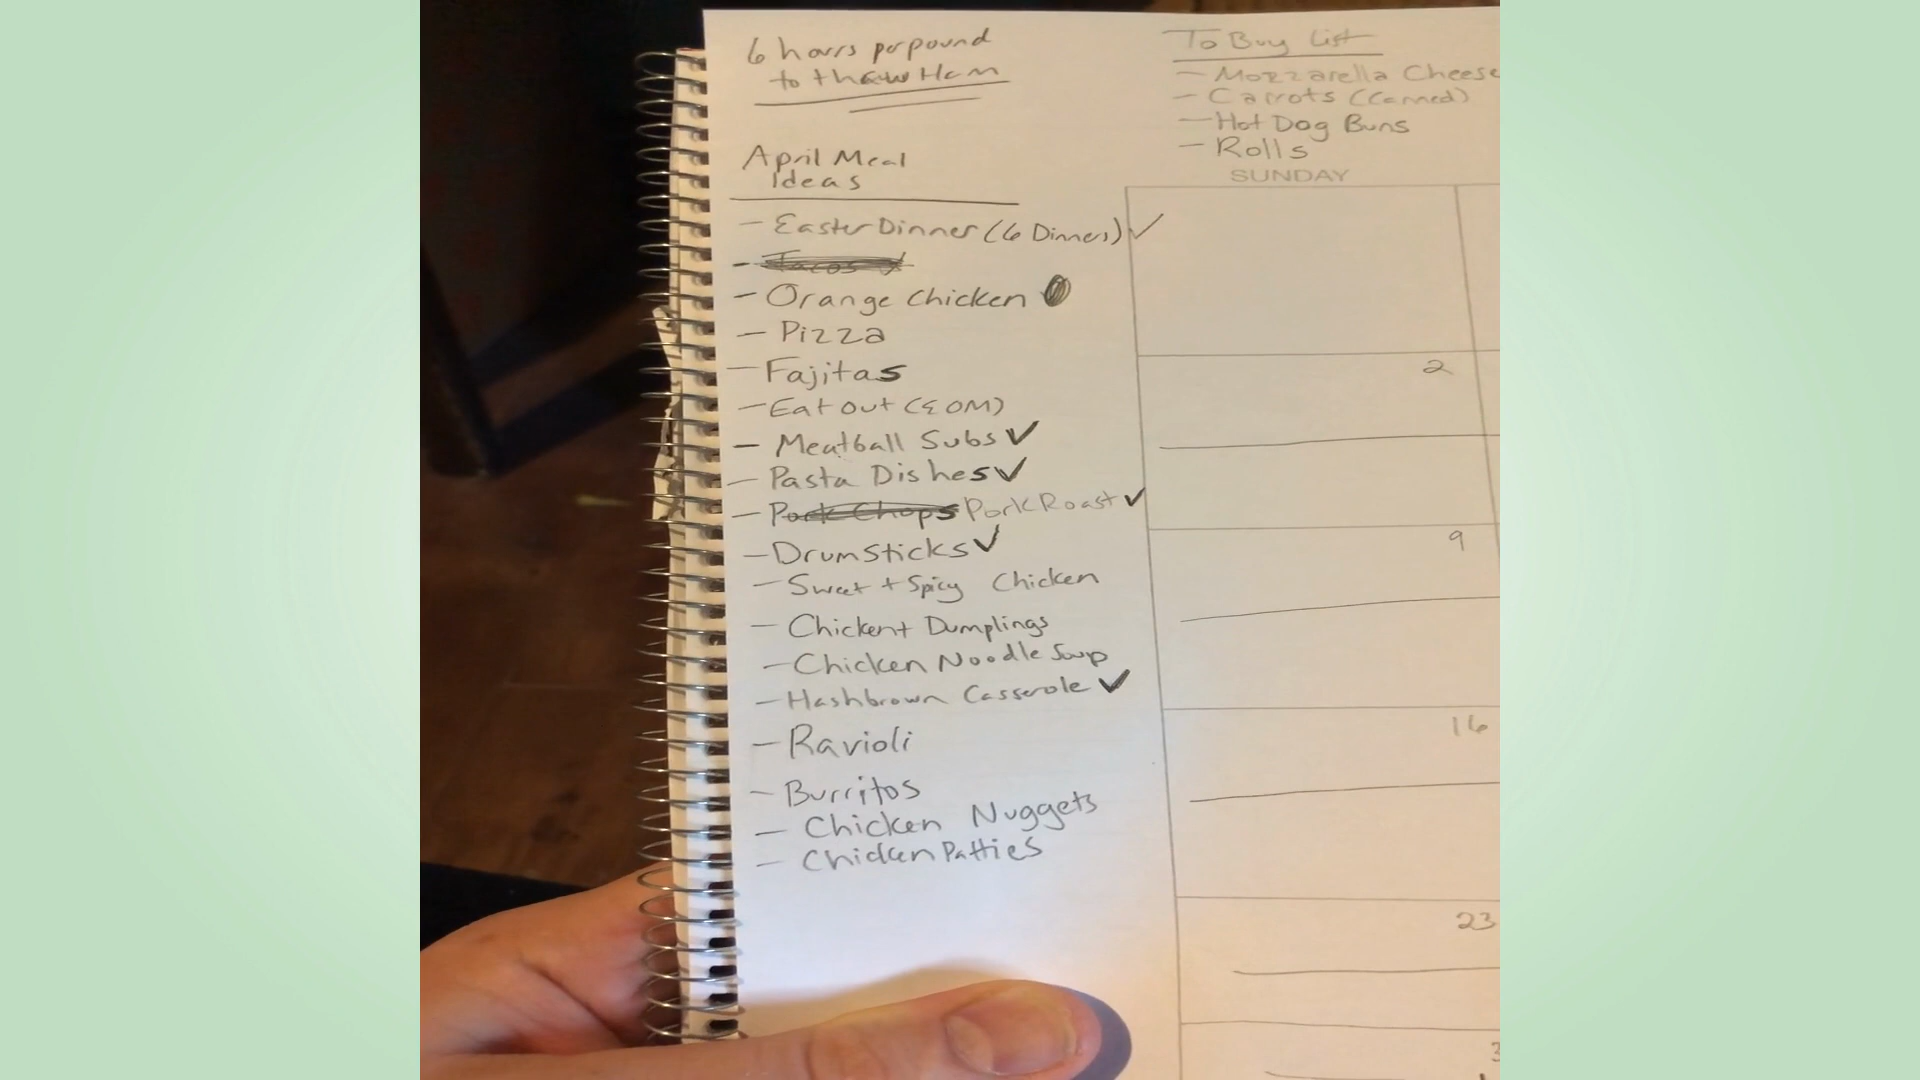 6 hours per pound
to thaw Ham
To Buy List
- Mozzarella Cheese
- Carrots (Canned)
- Hot Dog Buns
- Rolls
SUNDAY
April Meal
Ideas
- Easter Dinner (6 Dinners) ✓
- Tacos
- Orange Chicken
- Pizza
- Fajitas
- Eat Out (EOM)
- Meatball Subs ✓
- Pasta Dishes ✓
- Pork Chops Pork Roast ✓
- Drumsticks ✓
- Sweet + Spicy Chicken
- Chicken + Dumplings
- Chicken Noodle Soup
- Hashbrown Casserole ✓
- Ravioli
- Burritos
- Chicken Nuggets
- Chicken Patties
2
9
16
23
3